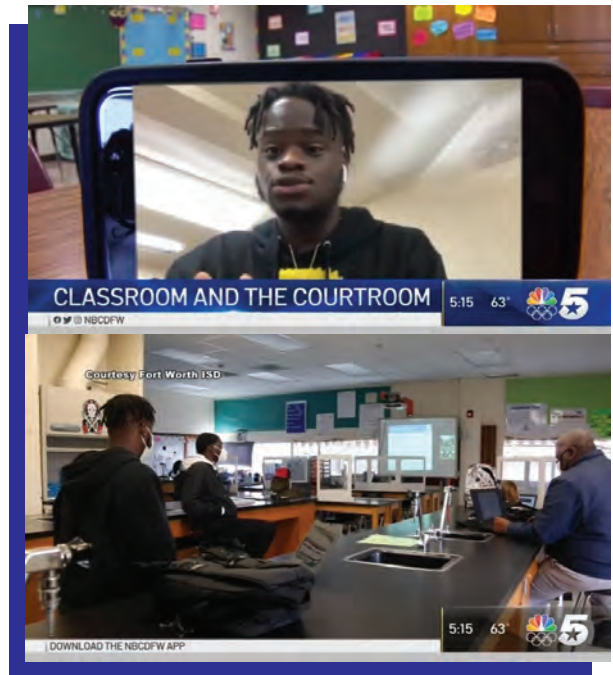 CLASSROOM AND THE COURTROOM
5:15 63°
5
NBCDFW
Courtesy Fort Worth ISD
5:15 63°
5
DOWNLOAD THE NBCDFW APP